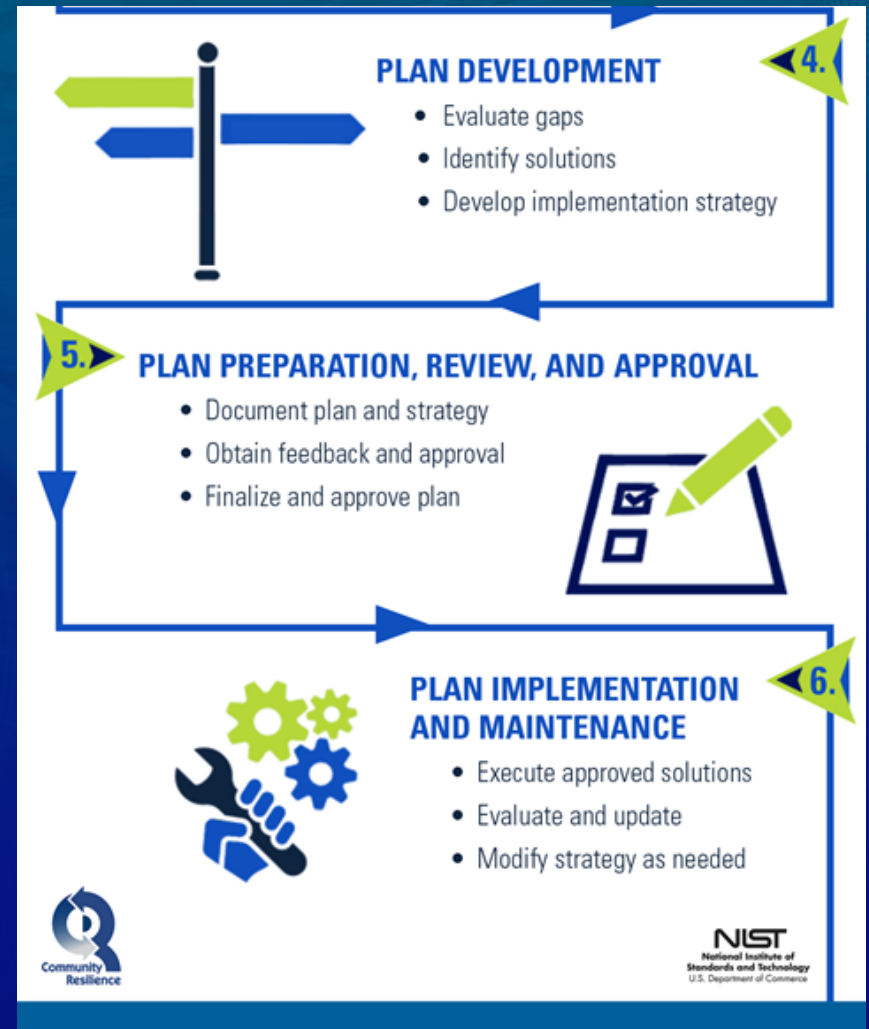 4.
PLAN DEVELOPMENT
• Evaluate gaps
• Identify solutions
• Develop implementation strategy
5.
PLAN PREPARATION, REVIEW, AND APPROVAL
• Document plan and strategy
• Obtain feedback and approval
• Finalize and approve plan
6.
PLAN IMPLEMENTATION
AND MAINTENANCE
• Execute approved solutions
• Evaluate and update
• Modify strategy as needed
Community
Resilience
NIST
National Institute of
Standards and Technology
U.S. Department of Commerce